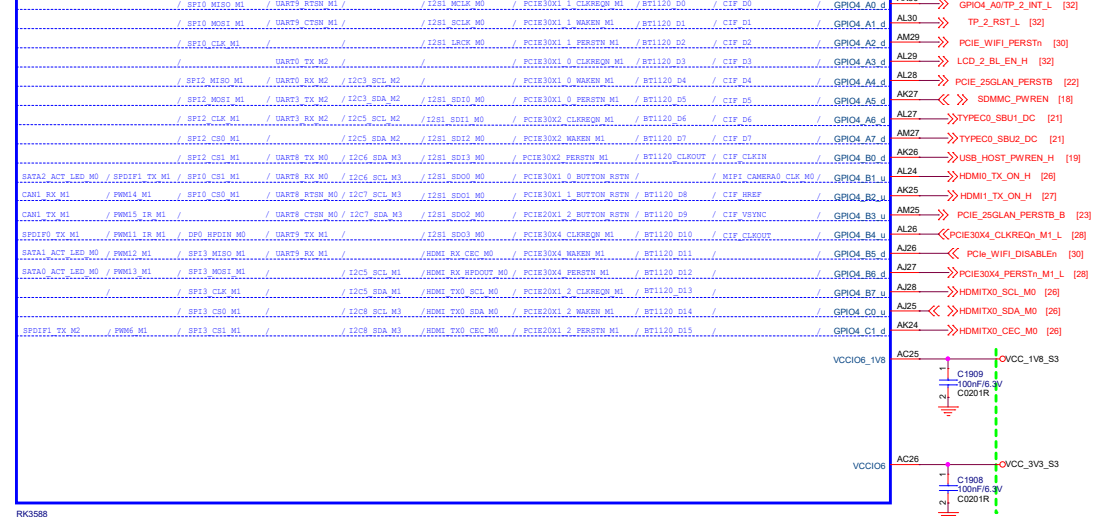 / SPI0_MISO_M1 / UART9_RTSN_M1 / / I2S1_MCLK_M0 / PCIE30X1_1_CLKREQN_M1 / BT1120_D0 / CIF_D0 GPIO4_A0_d GPIO4_A0/TP_2_INT_L [32]
/ SPI0_MOSI_M1 / UART9_CTSN_M1 / / I2S1_SCLK_M0 / PCIE30X1_1_WAKEN_M1 / BT1120_D1 / CIF_D1 GPIO4_A1_d AL30 TP_2_RST_L [32]
/ SPI0_CLK_M1 / / / I2S1_LRCK_M0 / PCIE30X1_1_PERSTN_M1 / BT1120_D2 / CIF_D2 GPIO4_A2_d AM29 PCIE_WIFI_PERSTn [30]
UART0_TX_M2 / / PCIE30X1_0_CLKREQN_M1 / BT1120_D3 / CIF_D3 GPIO4_A3_d AL29 LCD_2_BL_EN_H [32]
/ SPI2_MISO_M1 / UART0_RX_M2 / I2C3_SCL_M2 / PCIE30X1_0_WAKEN_M1 / BT1120_D4 / CIF_D4 / GPIO4_A4_d AL28 PCIE_25GLAN_PERSTB [22]
/ SPI2_MOSI_M1 / UART3_TX_M2 / I2C3_SDA_M2 / I2S1_SDI0_M0 / PCIE30X1_0_PERSTN_M1 / BT1120_D5 / CIF_D5 / GPIO4_A5_d AK27 SDMMC_PWREN [18]
/ SPI2_CLK_M1 / UART3_RX_M2 / I2C5_SCL_M2 / I2S1_SDI1_M0 / PCIE30X2_CLKREQN_M1 / BT1120_D6 / CIF_D6 / GPIO4_A6_d AL27 TYPEC0_SBU1_DC [21]
/ SPI2_CS0_M1 / / I2C5_SDA_M2 / I2S1_SDI2_M0 / PCIE30X2_WAKEN_M1 / BT1120_D7 / CIF_D7 / GPIO4_A7_d AM27 TYPEC0_SBU2_DC [21]
/ SPI2_CS1_M1 / UART8_TX_M0 / I2C6_SDA_M3 / I2S1_SDI3_M0 / PCIE30X2_PERSTN_M1 / BT1120_CLKOUT / CIF_CLKIN / GPIO4_B0_d AK26 USB_HOST_PWREN_H [19]
SATA2_ACT_LED_M0 / SPDIF1_TX_M1 / SPI0_CS1_M1 / UART8_RX_M0 / I2C6_SCL_M3 / I2S1_SDO0_M0 / PCIE30X1_0_BUTTON_RSTN / / MIPI_CAMERA0_CLK_M0 / GPIO4_B1_u AL24 HDMI0_TX_ON_H [26]
CAN1_RX_M1 / PWM14_M1 / SPI0_CS0_M1 / UART8_RTSN_M0 / I2C7_SCL_M3 / I2S1_SDO1_M0 / PCIE30X1_1_BUTTON_RSTN / BT1120_D8 / CIF_HREF / GPIO4_B2_u AK25 HDMI1_TX_ON_H [27]
CAN1_TX_M1 / PWM15_IR_M1 / / UART8_CTSN_M0 / I2C7_SDA_M3 / I2S1_SDO2_M0 / PCIE20X1_2_BUTTON_RSTN / BT1120_D9 / CIF_VSYNC / GPIO4_B3_u AM25 PCIE_25GLAN_PERSTB_B [23]
SPDIF0_TX_M1 / PWM11_IR_M1 / DP0_HPDIN_M0 / UART9_TX_M1 / / I2S1_SDO3_M0 / PCIE30X4_CLKREQN_M1 / BT1120_D10 / CIF_CLKOUT / GPIO4_B4_u AL26 PCIE30X4_CLKREQn_M1_L [28]
SATA1_ACT_LED_M0 / PWM12_M1 / SPI3_MISO_M1 / UART9_RX_M1 / /HDMI_RX_CEC_M0 / PCIE30X4_WAKEN_M1 / BT1120_D11 / / GPIO4_B5_d AJ26 PCIe_WIFI_DISABLEn [30]
SATA0_ACT_LED_M0 / PWM13_M1 / SPI3_MOSI_M1 / / I2C5_SCL_M1 /HDMI_RX_HPDOUT_M0 / PCIE30X4_PERSTN_M1 / BT1120_D12 / / GPIO4_B6_d AJ27 PCIE30X4_PERSTn_M1_L [28]
/ / SPI3_CLK_M1 / / I2C5_SDA_M1 /HDMI_TX0_SCL_M0 / PCIE20X1_2_CLKREQN_M1 / BT1120_D13 / / GPIO4_B7_u AJ28 HDMITX0_SCL_M0 [26]
/ SPI3_CS0_M1 / / I2C8_SCL_M3 /HDMI_TX0_SDA_M0 / PCIE20X1_2_WAKEN_M1 / BT1120_D14 / / GPIO4_C0_u AJ25 HDMITX0_SDA_M0 [26]
SPDIF1_TX_M2 / PWM6_M1 / SPI3_CS1_M1 / / I2C8_SDA_M3 /HDMI_TX0_CEC_M0 / PCIE20X1_2_PERSTN_M1 / BT1120_D15 / / GPIO4_C1_d AK24 HDMITX0_CEC_M0 [26]
VCCIO6_1V8 AC25 VCC_1V8_S3
1
C1909
100nF/6.3V
2 C0201R
VCCIO6 AC26 VCC_3V3_S3
1
C1908
100nF/6.3V
2 C0201R
RK3588